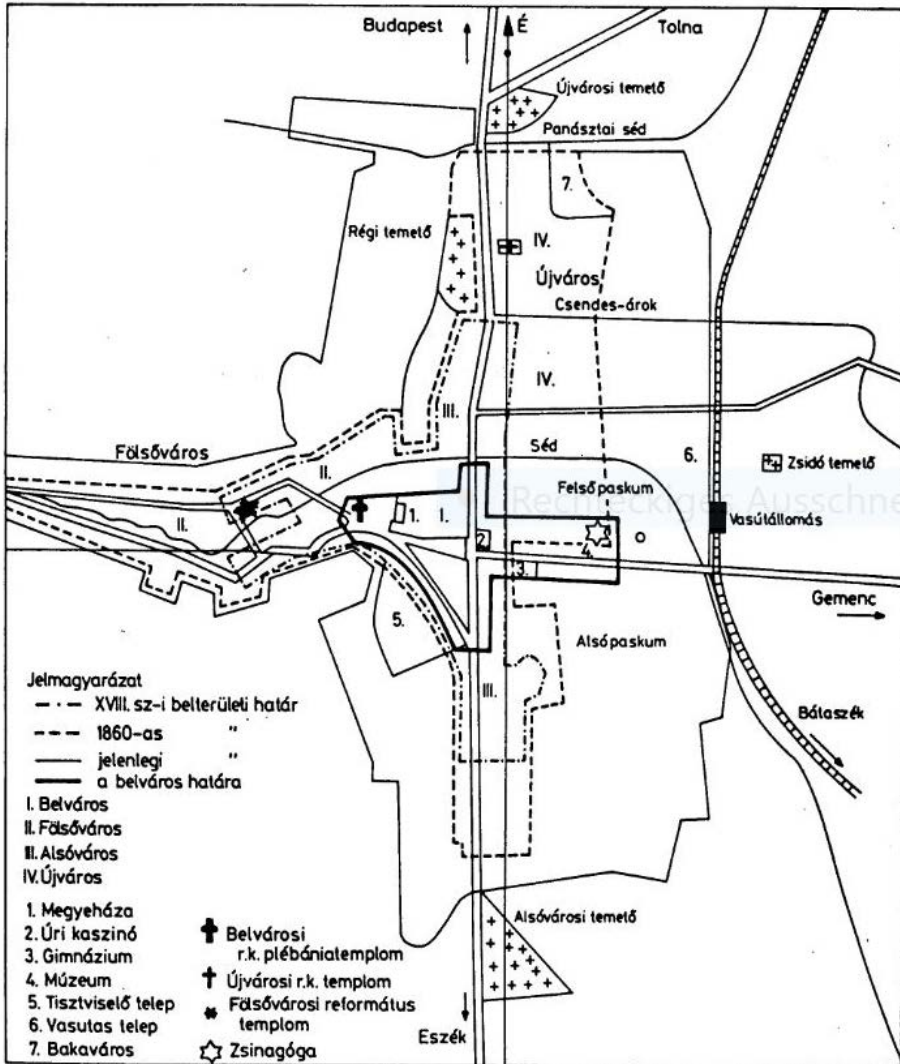 Budapest
É
Tolna
Újvárosi temető
Panásztai séd
7.
Régi temető
IV.
Újváros
Csendes-árok
IV.
III.
Fölsőváros
Séd
II.
6.
Zsidó temető
Felsőpaskum
Rechteckiges Ausschne
II.
1.
I.
Vasútállomás
2.
4.
3.
Gemenc
5.
Alsópaskum
III.
Bátaszék
Jelmagyarázat
XVIII. sz-i belterületi határ
1860-as "
jelenlegi "
a belváros határa
I. Belváros
II. Fölsőváros
III. Alsóváros
IV. Újváros
1. Megyeháza
2. Úri kaszinó
3. Gimnázium
4. Múzeum
5. Tisztviselő telep
6. Vasutas telep
7. Bakaváros
Belvárosi
r.k. plébániatemplom
Újvárosi r.k. templom
Fölsővárosi református
templom
Zsinagóga
Alsóvárosi temető
Eszék